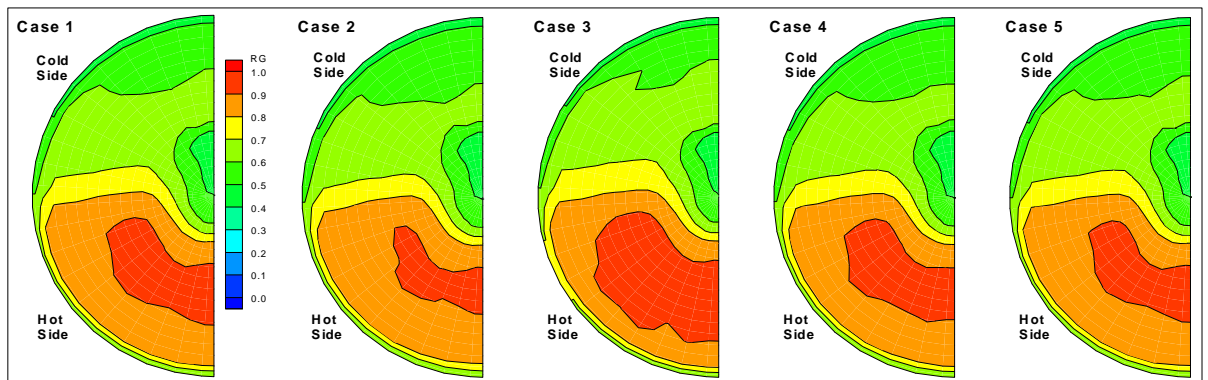 Case 1
Case 2
Case 3
Case 4
Case 5
Cold
Side
Cold
Side
Cold
Side
Cold
Side
Cold
Side
RG
1.0
0.9
0.8
0.7
0.6
0.5
0.4
0.3
0.2
0.1
0.0
Hot
Side
Hot
Side
Hot
Side
Hot
Side
Hot
Side